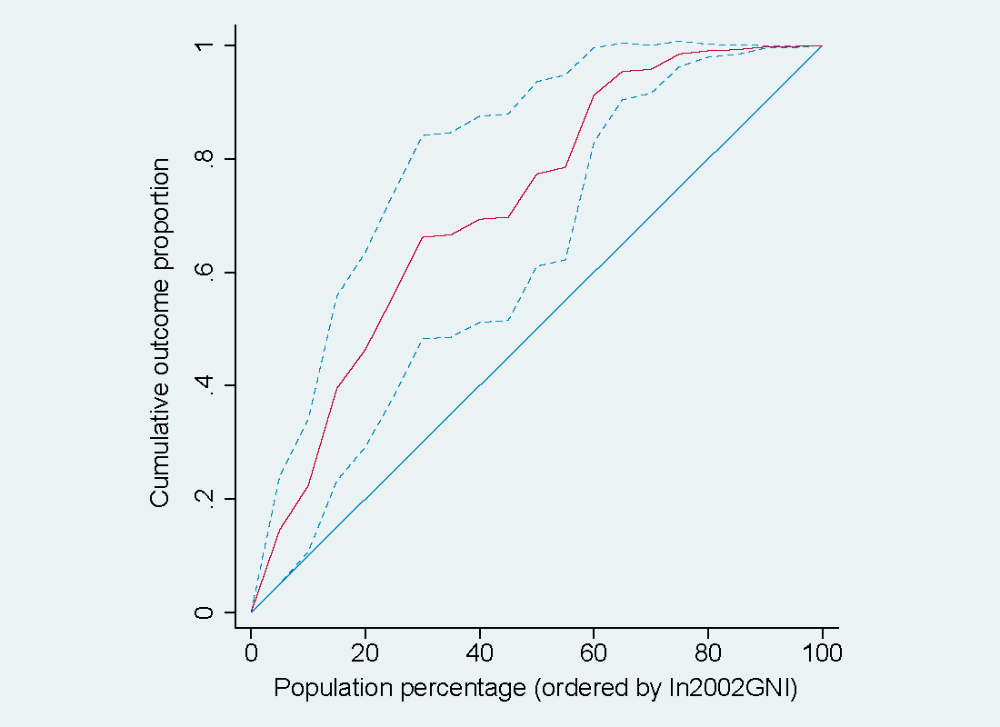 Cumulative outcome proportion
1
.8
.6
.4
.2
0
0 20 40 60 80 100
Population percentage (ordered by ln2002GNI)